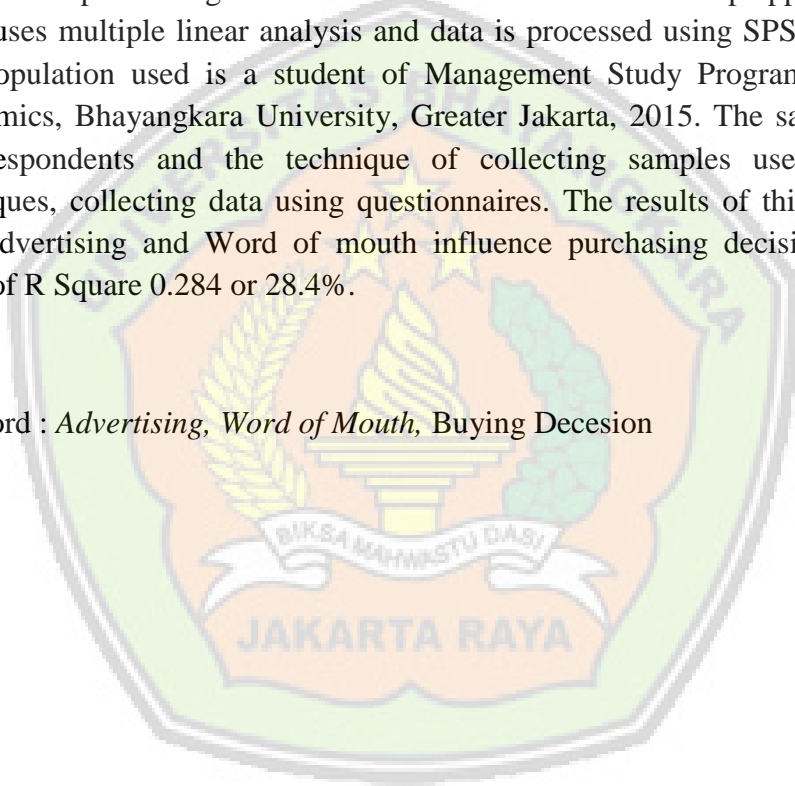 uses multiple linear analysis and data is processed using SPS
opulation used is a student of Management Study Program
mics, Bhayangkara University, Greater Jakarta, 2015. The sa
espondents and the technique of collecting samples use
ques, collecting data using questionnaires. The results of thi
dvertising and Word of mouth influence purchasing decisi
of R Square 0.284 or 28.4%.
ord : Advertising, Word of Mouth, Buying Decesion
UNIVERSITAS BHAYANGKARA
BIKSA MAHWASTU DASI
JAKARTA RAYA